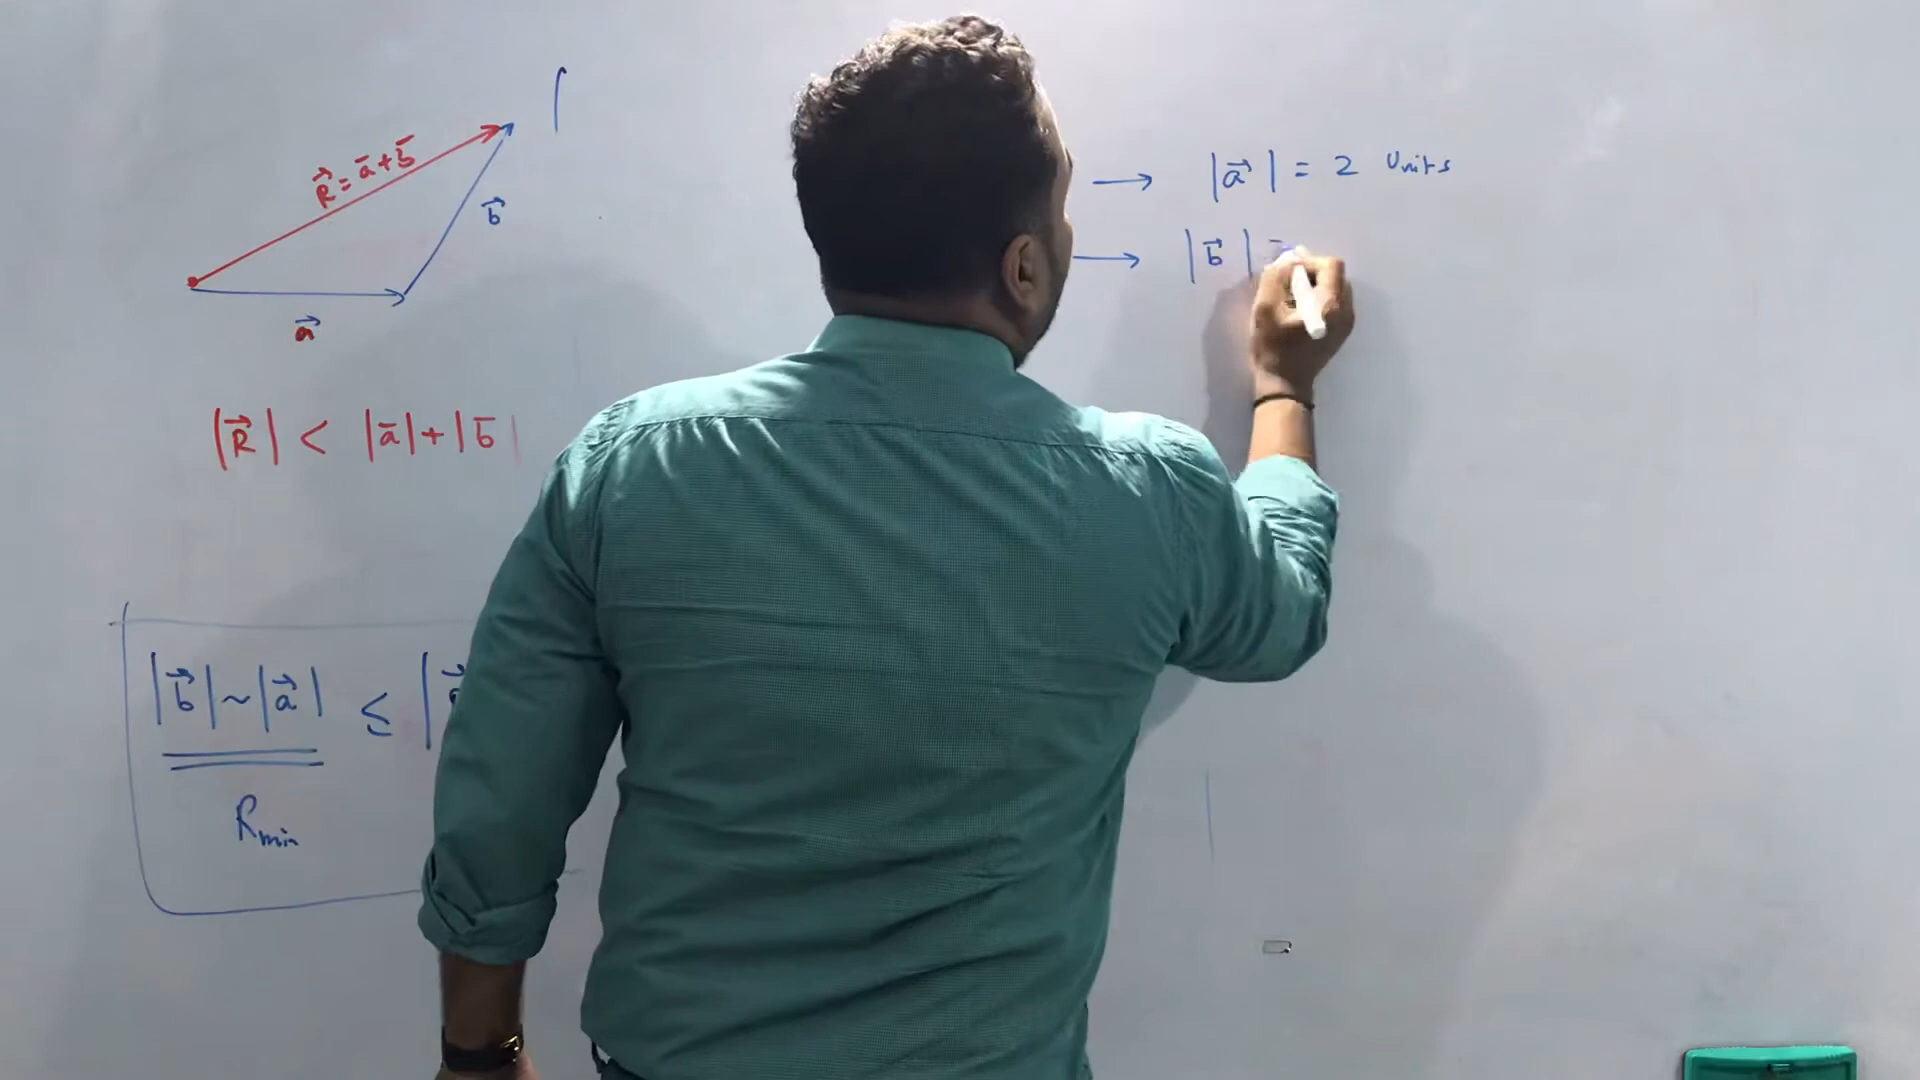 R⃗ = a̅ + b̅
b⃗
a⃗
|R⃗| < |a̅| + |b̅|
|b⃗| ~ |a⃗| ≤ |
R min
→ |a⃗| = 2 Units
→ |b⃗| =